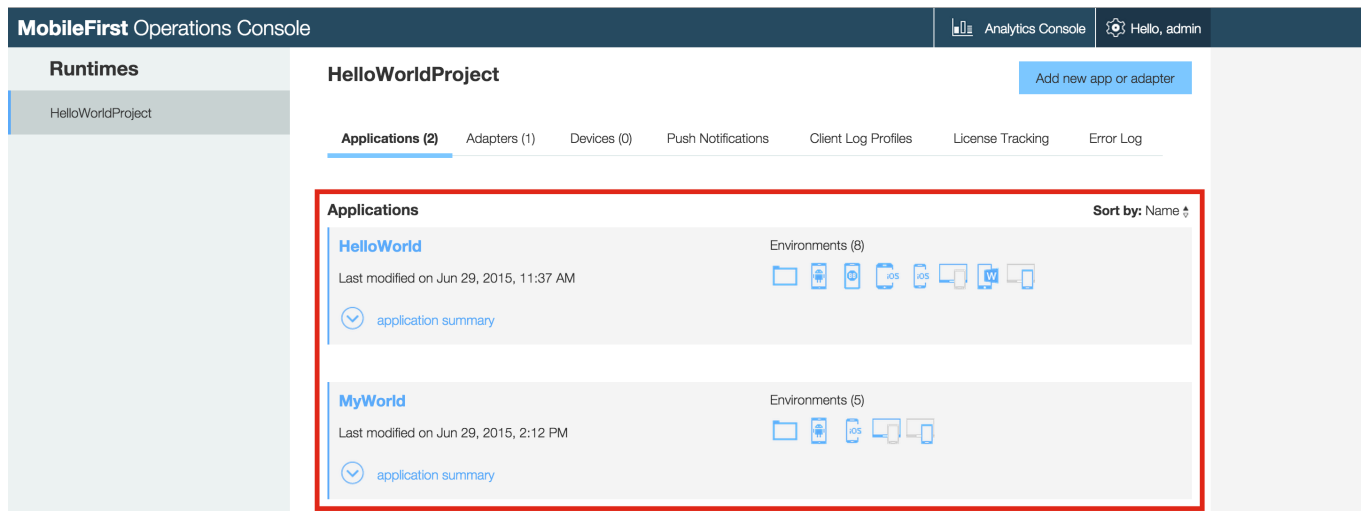 MobileFirst Operations Console
Analytics Console
Hello, admin
Runtimes
HelloWorldProject
HelloWorldProject
Add new app or adapter
Applications (2) Adapters (1) Devices (0) Push Notifications Client Log Profiles License Tracking Error Log
Applications
Sort by: Name
HelloWorld
Environments (8)
Last modified on Jun 29, 2015, 11:37 AM
iOS iOS W
application summary
MyWorld
Environments (5)
Last modified on Jun 29, 2015, 2:12 PM
iOS
application summary